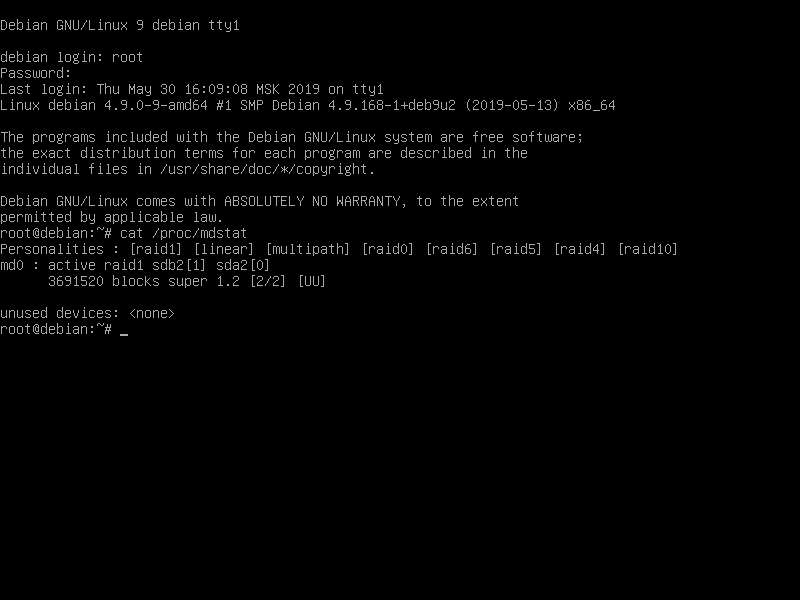 Debian GNU/Linux 9 debian tty1
debian login: root
Password:
Last login: Thu May 30 16:09:08 MSK 2019 on tty1
Linux debian 4.9.0-9-amd64 #1 SMP Debian 4.9.168-1+deb9u2 (2019-05-13) x86_64
The programs included with the Debian GNU/Linux system are free software;
the exact distribution terms for each program are described in the
individual files in /usr/share/doc/*/copyright.
Debian GNU/Linux comes with ABSOLUTELY NO WARRANTY, to the extent
permitted by applicable law.
root@debian:~# cat /proc/mdstat
Personalities : [raid1] [linear] [multipath] [raid0] [raid6] [raid5] [raid4] [raid10]
md0 : active raid1 sdb2[1] sda2[0]
      3691520 blocks super 1.2 [2/2] [UU]
unused devices: <none>
root@debian:~# _